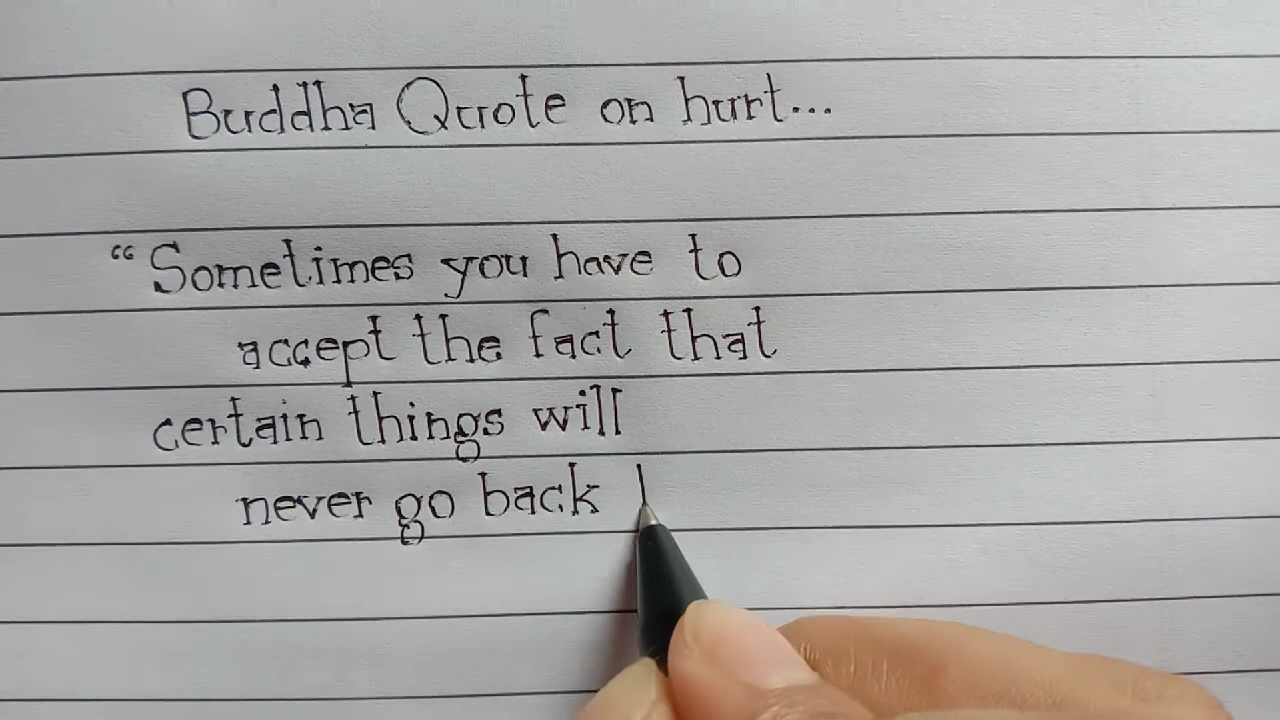 Buddha Quote on hurt...
“Sometimes you have to
accept the fact that
certain things will
never go back